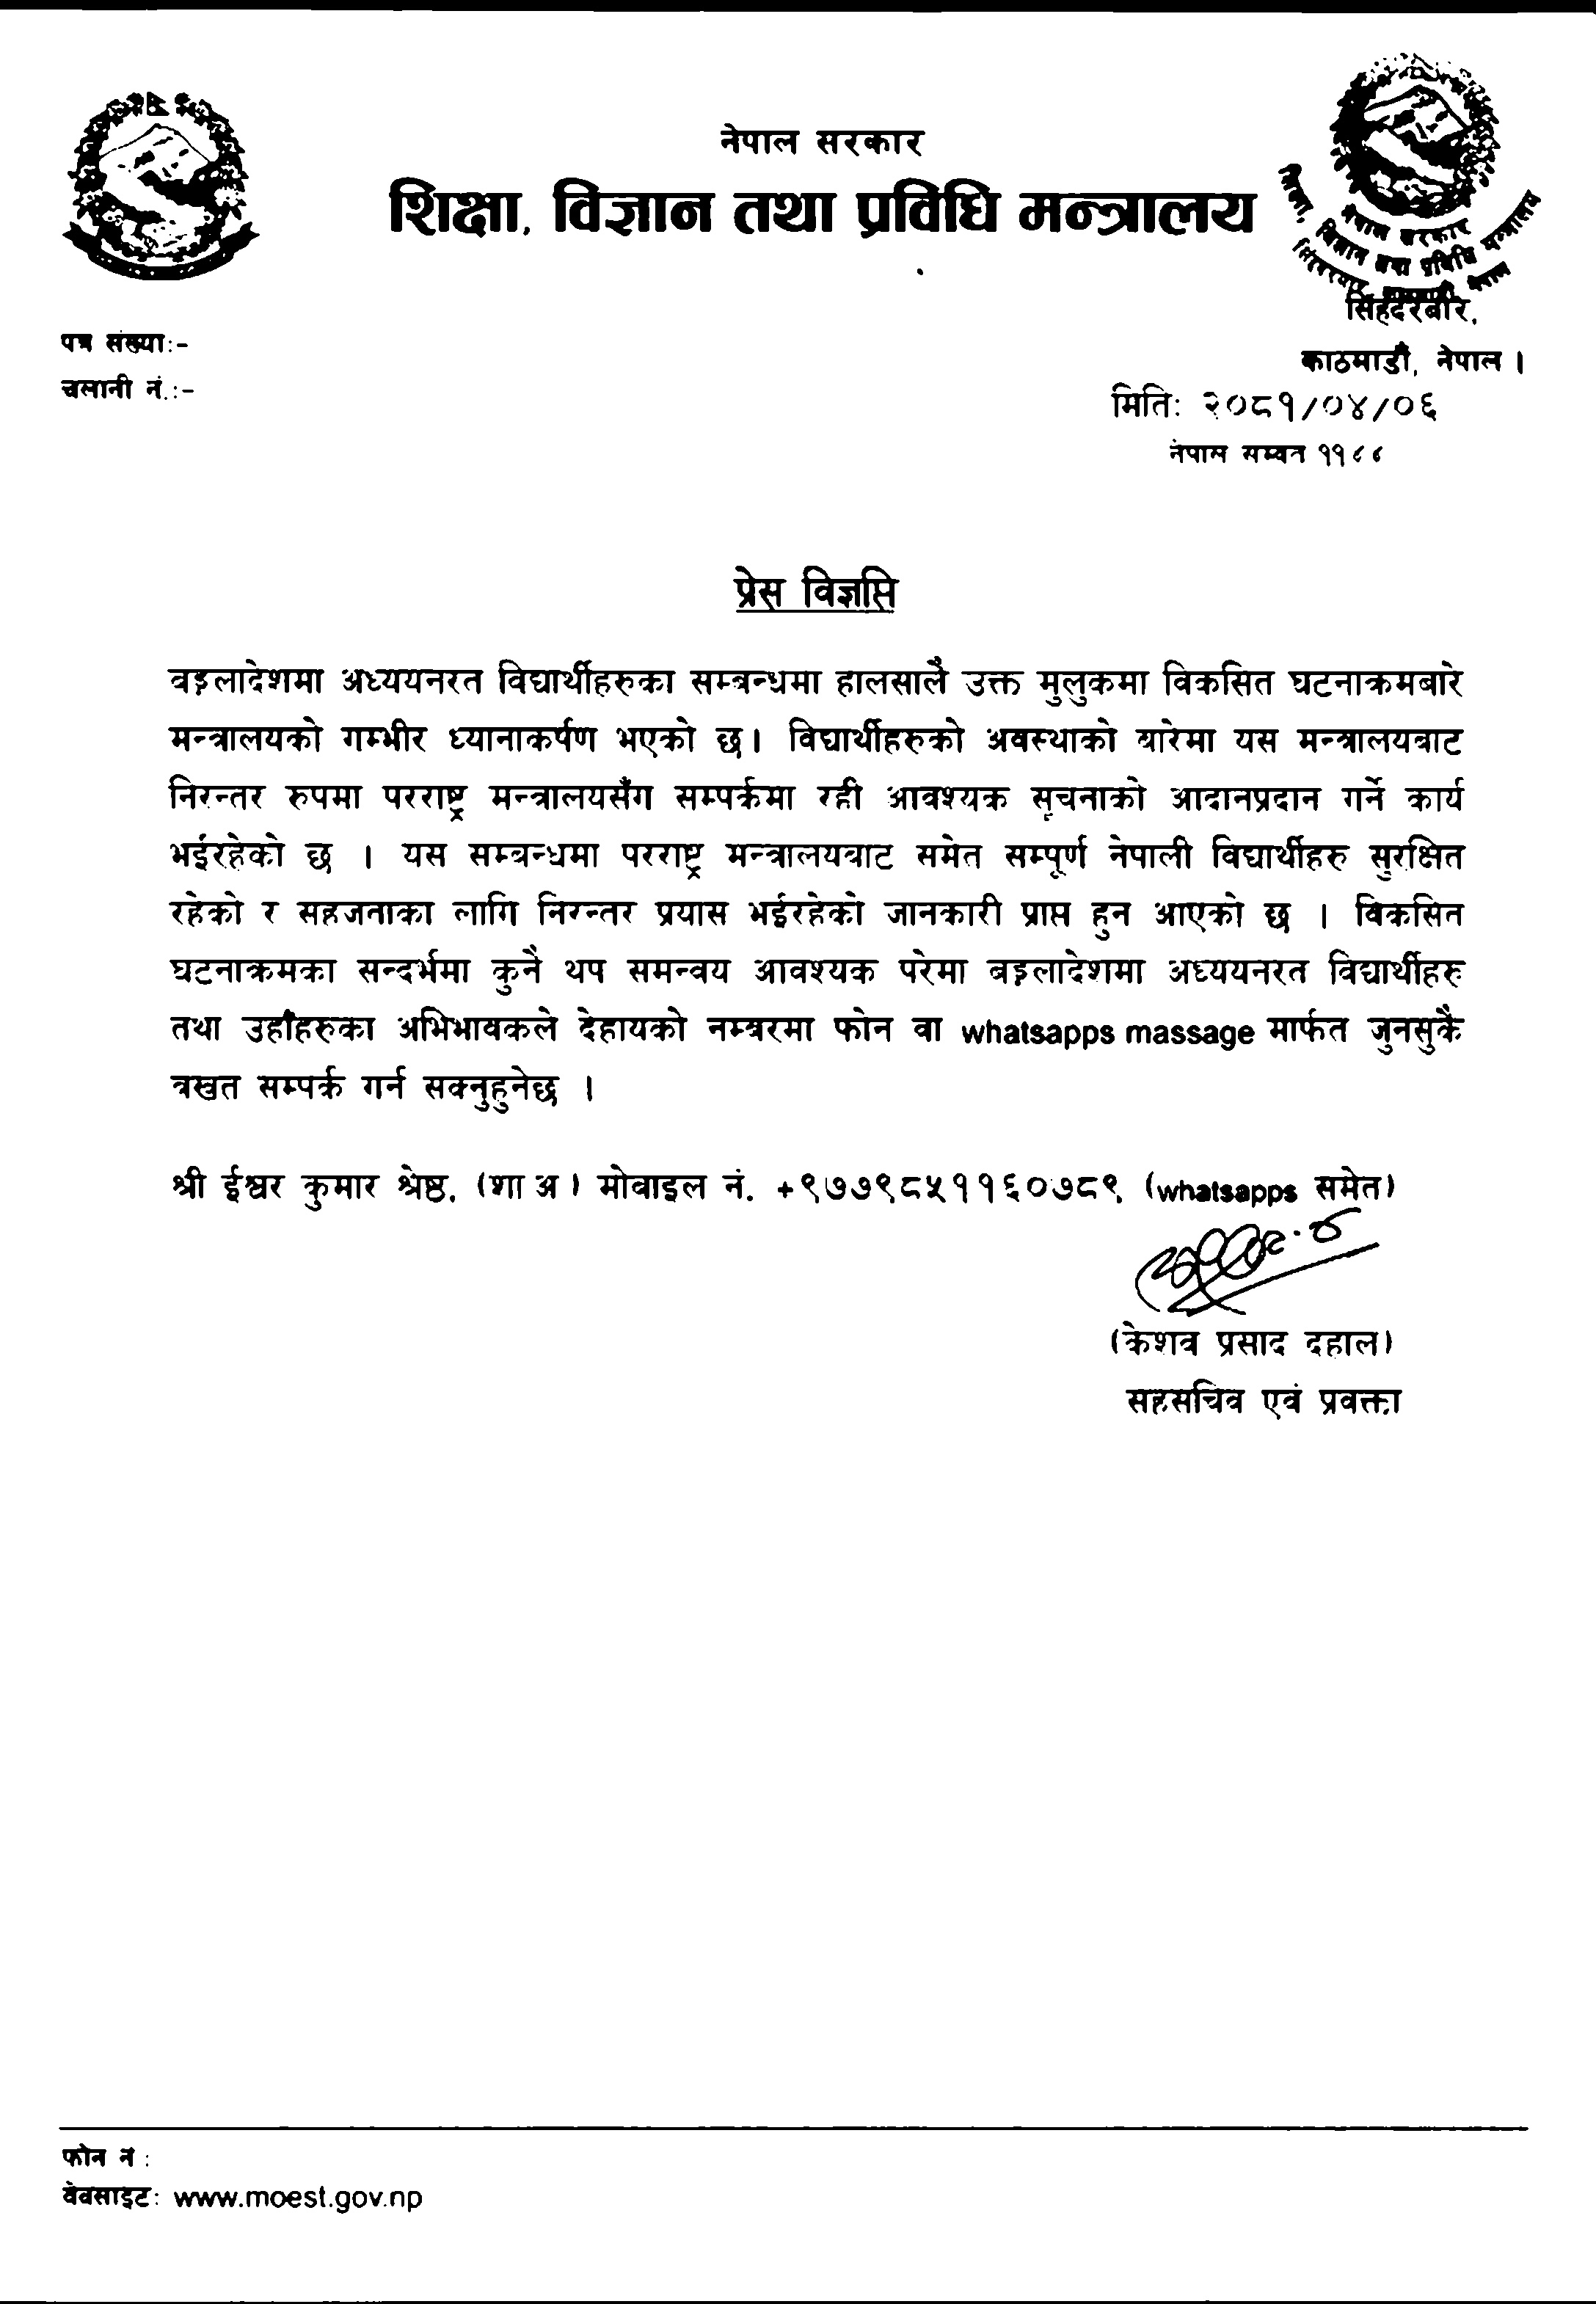 नेपाल सरकार
शिक्षा, विज्ञान तथा प्रविधि मन्त्रालय
नेपाल सरकार
शिक्षा, विज्ञान तथा प्रविधि मन्त्रालय
सिंहदरबार, काठमाडौं, नेपाल
सिंहदरबार,
काठमाडौं, नेपाल ।
पत्र संख्या:-
चलानी नं.:-
मिति: २०८१/०४/०६
नेपाल सम्वत ११४४
प्रेस विज्ञप्ति
बङ्लादेशमा अध्ययनरत विद्यार्थीहरुका सम्बन्धमा हालसालै उक्त मुलुकमा विकसित घटनाक्रमबारे
मन्त्रालयको गम्भीर ध्यानाकर्षण भएको छ। विद्यार्थीहरुको अवस्थाको बारेमा यस मन्त्रालयबाट
निरन्तर रुपमा परराष्ट्र मन्त्रालयसँग सम्पर्कमा रही आवश्यक सूचनाको आदानप्रदान गर्ने कार्य
भईरहेको छ । यस सम्बन्धमा परराष्ट्र मन्त्रालयबाट समेत सम्पूर्ण नेपाली विद्यार्थीहरु सुरक्षित
रहेको र सहजताका लागि निरन्तर प्रयास भईरहेको जानकारी प्राप्त हुन आएको छ । विकसित
घटनाक्रमका सन्दर्भमा कुनै थप समन्वय आवश्यक परेमा बङ्लादेशमा अध्ययनरत विद्यार्थीहरु
तथा उहाँहरुका अभिभावकले देहायको नम्बरमा फोन वा whatsapps massage मार्फत जुनसुकै
बखत सम्पर्क गर्न सक्नुहुनेछ ।
श्री ईश्वर कुमार श्रेष्ठ, (शा अ) मोबाइल नं. +९७७९८५११६०७८९ (whatsapps समेत)
(केशव प्रसाद दहाल)
सहसचिव एवं प्रवक्ता
फोन नं :
वेवसाइट: www.moest.gov.np